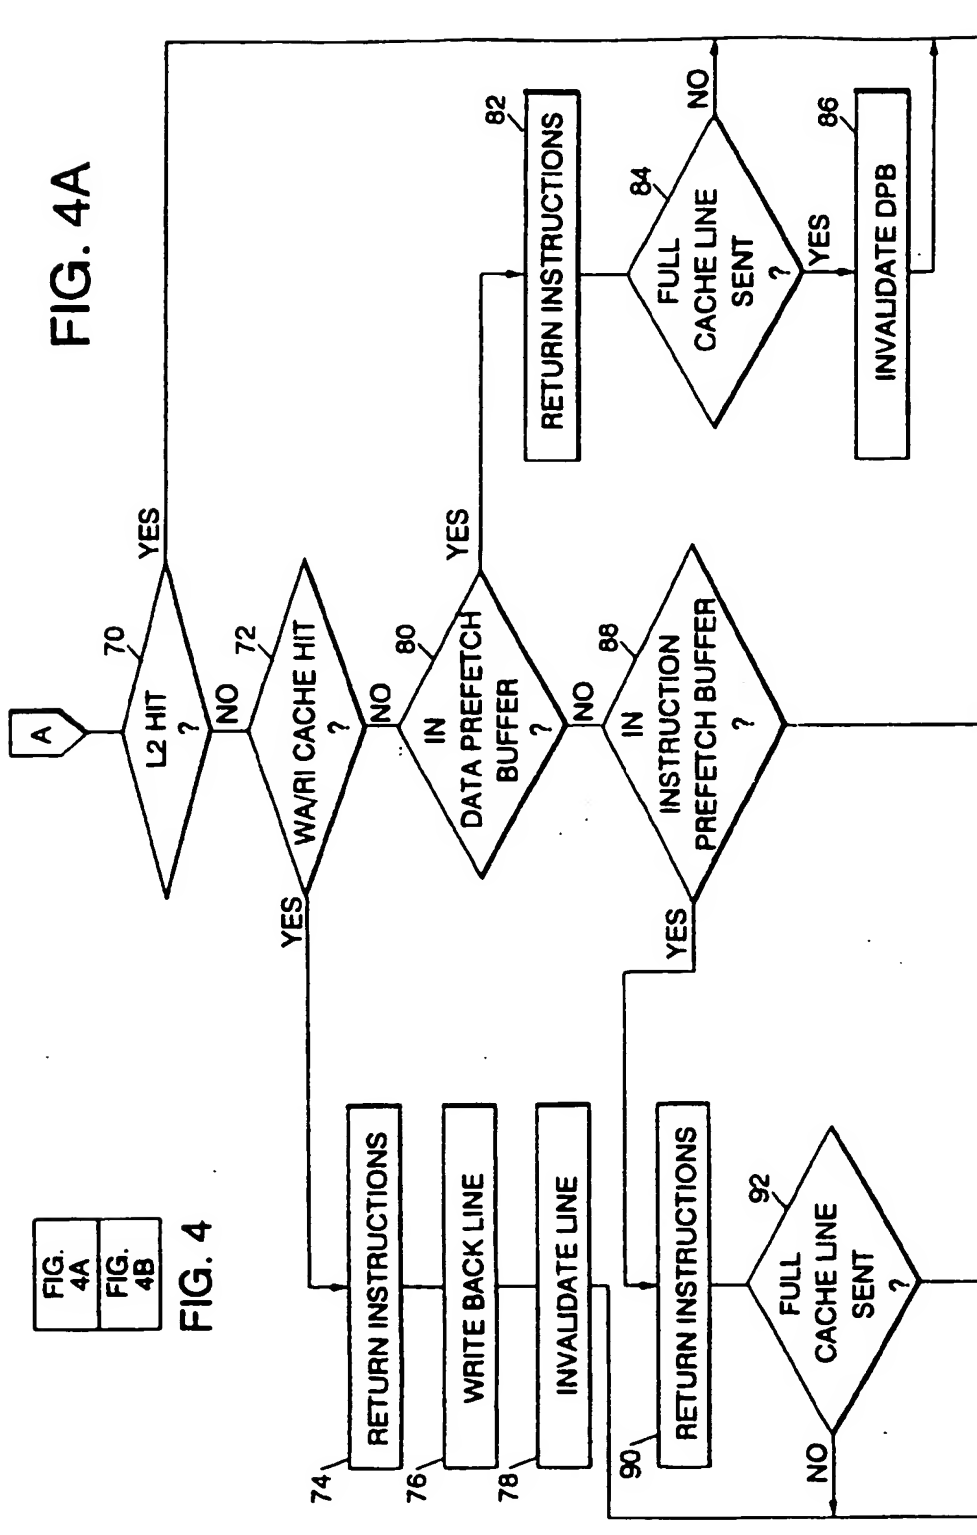 FIG. 4A
FIG.
4A
FIG.
4B
FIG. 4
A
70
L2 HIT
?
YES
NO
72
WA/RI CACHE HIT
?
YES
NO
74
RETURN INSTRUCTIONS
76
WRITE BACK LINE
78
INVALIDATE LINE
80
IN
DATA PREFETCH
BUFFER
?
YES
NO
82
RETURN INSTRUCTIONS
84
FULL
CACHE LINE
SENT
?
NO
YES
86
INVALIDATE DPB
88
IN
INSTRUCTION
PREFETCH BUFFER
?
YES
90
RETURN INSTRUCTIONS
92
FULL
CACHE LINE
SENT
?
NO